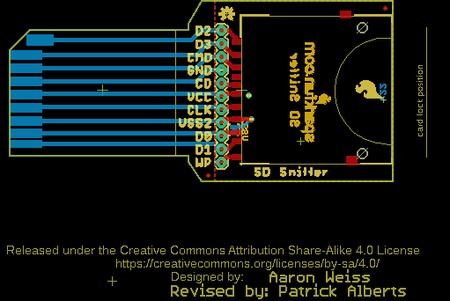 D2
D3
CMD
GND
CD
VCC
CLK
VSS2
D0
D1
WP
SD Sniffer
SD Sniffer
card lock position
Released under the Creative Commons Attribution Share-Alike 4.0 License
https://creativecommons.org/licenses/by-sa/4.0/
Designed by: Aaron Weiss
Revised by: Patrick Alberts